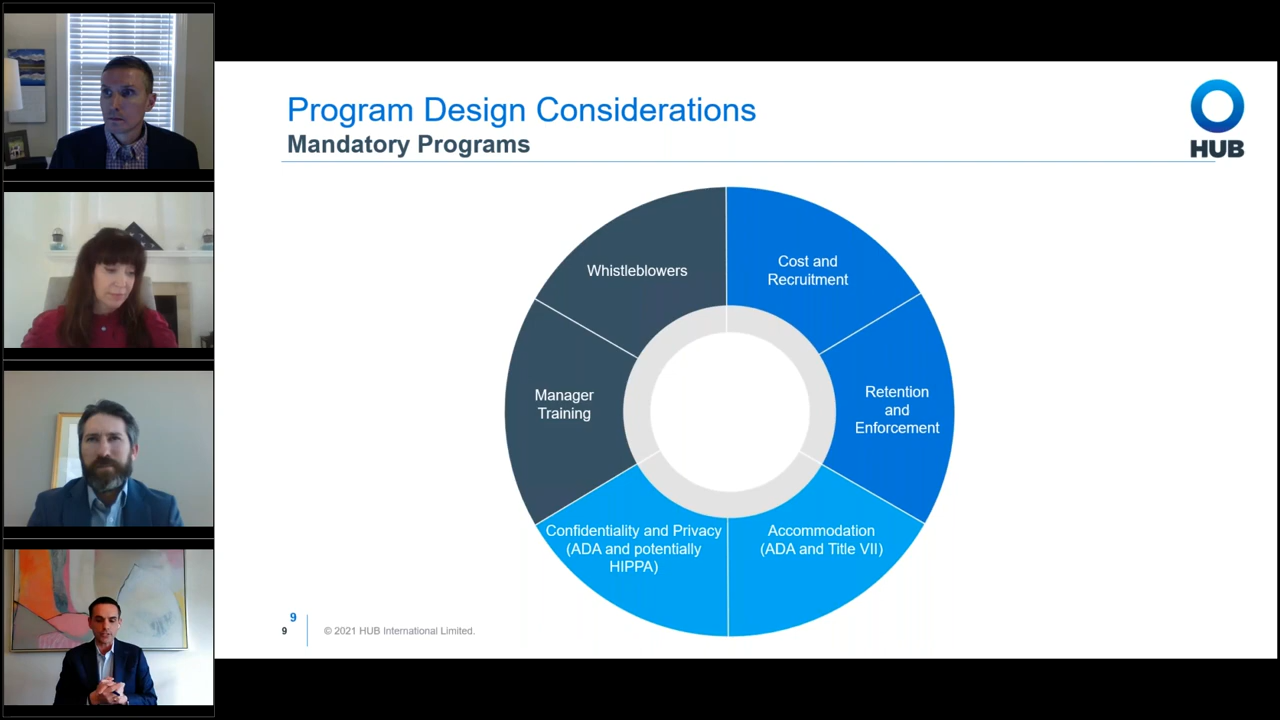 Program Design Considerations
Mandatory Programs
HUB
Whistleblowers
Cost and
Recruitment
Manager
Training
Retention
and
Enforcement
Confidentiality and Privacy
(ADA and potentially
HIPPA)
Accommodation
(ADA and Title VII)
9
9
© 2021 HUB International Limited.